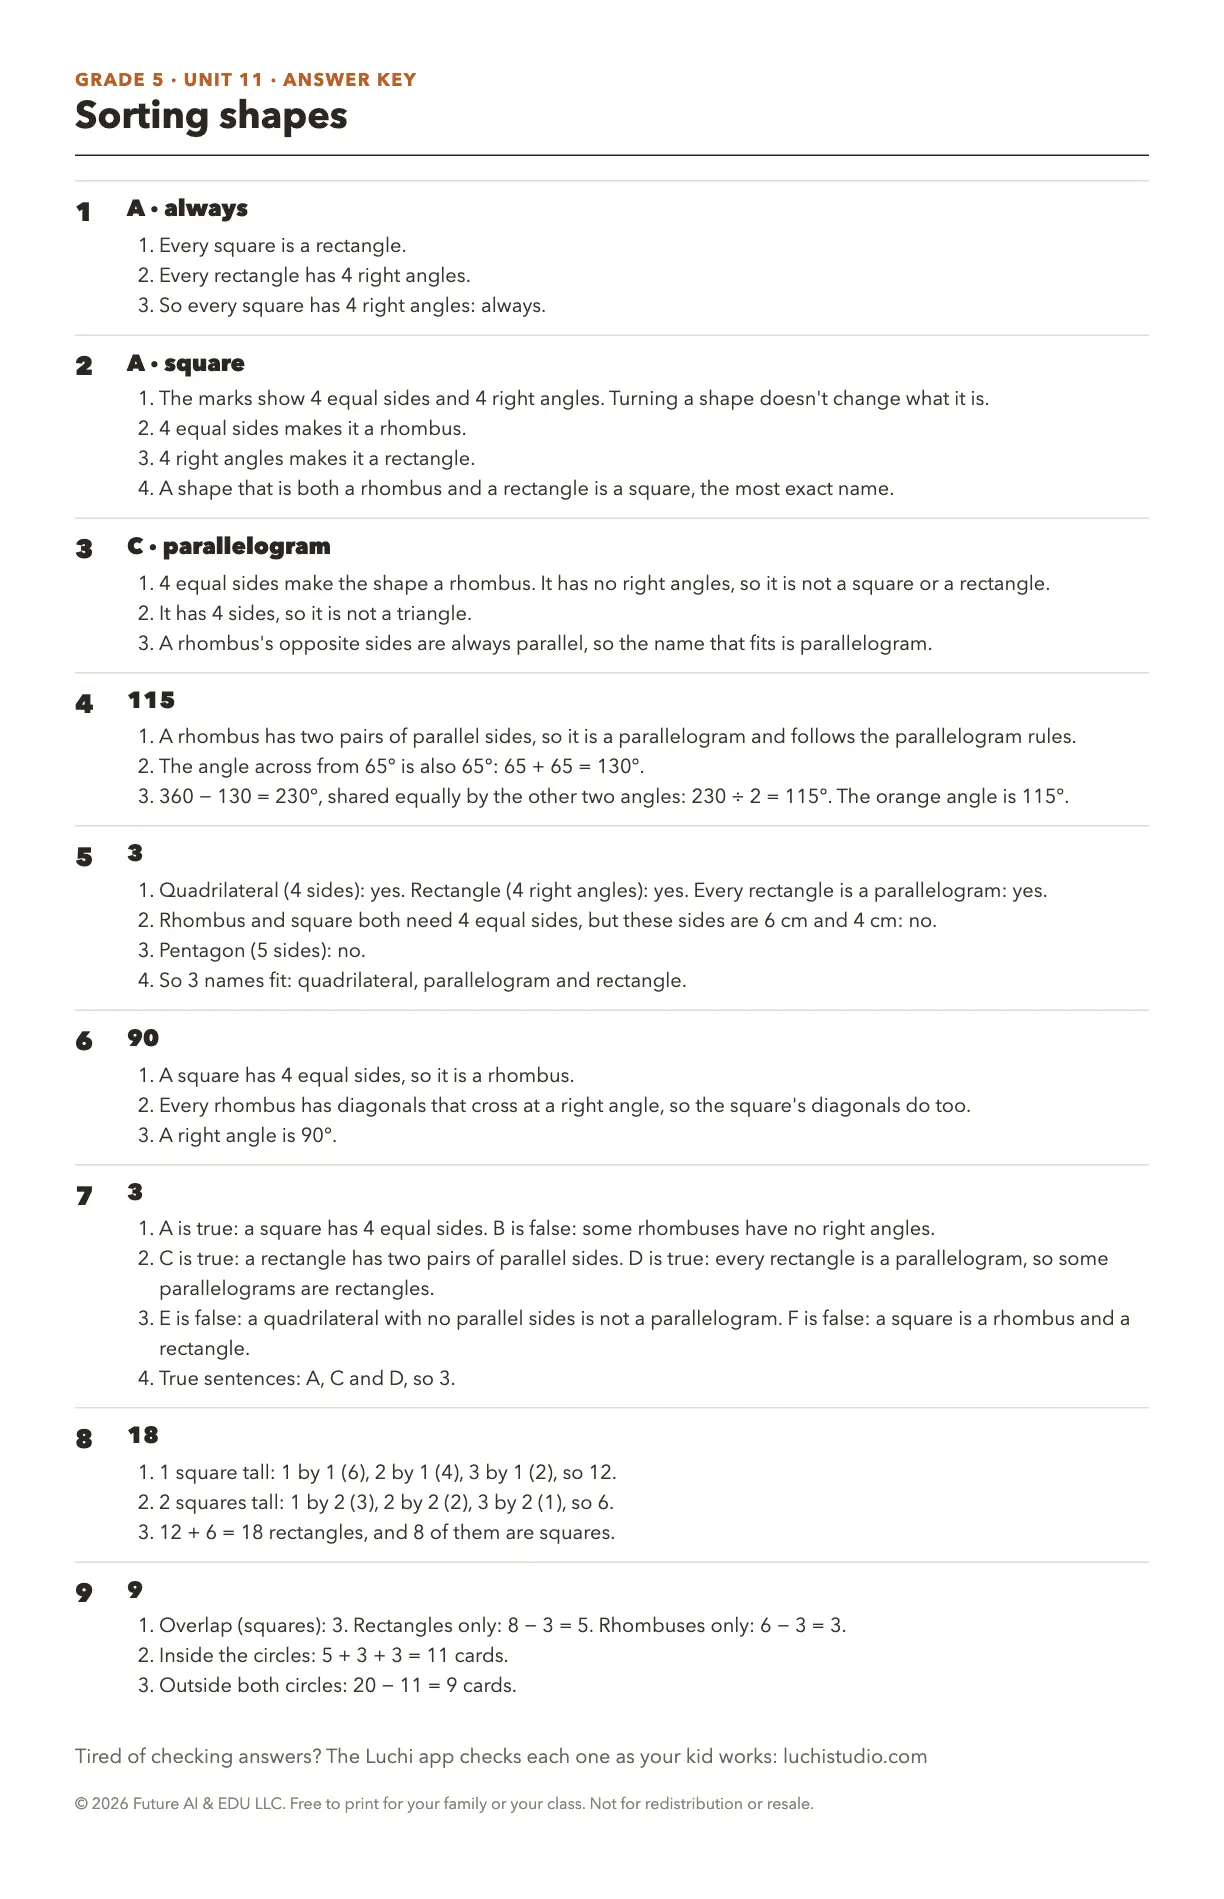 GRADE 5 · UNIT 11 · ANSWER KEY
Sorting shapes
1 A · always
1. Every square is a rectangle.
2. Every rectangle has 4 right angles.
3. So every square has 4 right angles: always.
2 A · square
1. The marks show 4 equal sides and 4 right angles. Turning a shape doesn't change what it is.
2. 4 equal sides makes it a rhombus.
3. 4 right angles makes it a rectangle.
4. A shape that is both a rhombus and a rectangle is a square, the most exact name.
3 C · parallelogram
1. 4 equal sides make the shape a rhombus. It has no right angles, so it is not a square or a rectangle.
2. It has 4 sides, so it is not a triangle.
3. A rhombus's opposite sides are always parallel, so the name that fits is parallelogram.
4 115
1. A rhombus has two pairs of parallel sides, so it is a parallelogram and follows the parallelogram rules.
2. The angle across from 65° is also 65°: 65 + 65 = 130°.
3. 360 − 130 = 230°, shared equally by the other two angles: 230 ÷ 2 = 115°. The orange angle is 115°.
5 3
1. Quadrilateral (4 sides): yes. Rectangle (4 right angles): yes. Every rectangle is a parallelogram: yes.
2. Rhombus and square both need 4 equal sides, but these sides are 6 cm and 4 cm: no.
3. Pentagon (5 sides): no.
4. So 3 names fit: quadrilateral, parallelogram and rectangle.
6 90
1. A square has 4 equal sides, so it is a rhombus.
2. Every rhombus has diagonals that cross at a right angle, so the square's diagonals do too.
3. A right angle is 90°.
7 3
1. A is true: a square has 4 equal sides. B is false: some rhombuses have no right angles.
2. C is true: a rectangle has two pairs of parallel sides. D is true: every rectangle is a parallelogram, so some
parallelograms are rectangles.
3. E is false: a quadrilateral with no parallel sides is not a parallelogram. F is false: a square is a rhombus and a
rectangle.
4. True sentences: A, C and D, so 3.
8 18
1. 1 square tall: 1 by 1 (6), 2 by 1 (4), 3 by 1 (2), so 12.
2. 2 squares tall: 1 by 2 (3), 2 by 2 (2), 3 by 2 (1), so 6.
3. 12 + 6 = 18 rectangles, and 8 of them are squares.
9 9
1. Overlap (squares): 3. Rectangles only: 8 − 3 = 5. Rhombuses only: 6 − 3 = 3.
2. Inside the circles: 5 + 3 + 3 = 11 cards.
3. Outside both circles: 20 − 11 = 9 cards.
Tired of checking answers? The Luchi app checks each one as your kid works: luchistudio.com
© 2026 Future AI & EDU LLC. Free to print for your family or your class. Not for redistribution or resale.